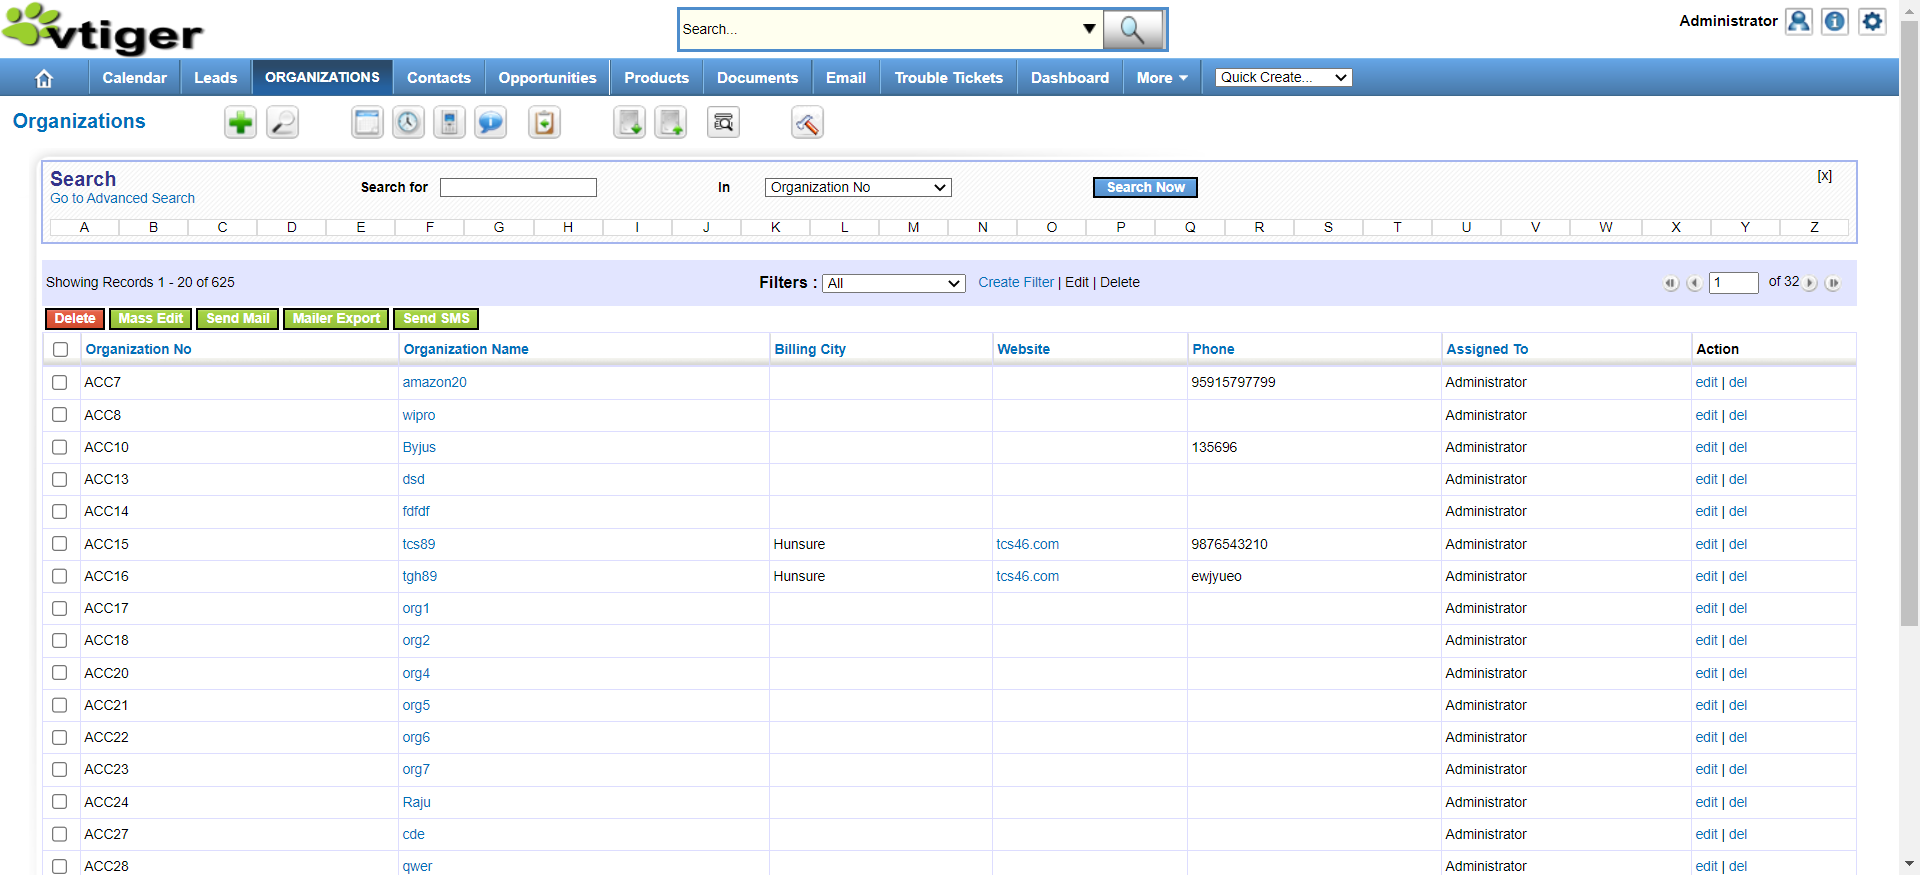 vtiger
Search...
Administrator
Calendar Leads ORGANIZATIONS Contacts Opportunities Products Documents Email Trouble Tickets Dashboard More Quick Create...
Organizations
Search
Go to Advanced Search
Search for In Organization No Search Now [x]
A B C D E F G H I J K L M N O P Q R S T U V W X Y Z
Showing Records 1 - 20 of 625 Filters : All Create Filter | Edit | Delete 1 of 32
Delete Mass Edit Send Mail Mailer Export Send SMS
Organization No Organization Name Billing City Website Phone Assigned To Action
ACC7 amazon20 95915797799 Administrator edit | del
ACC8 wipro Administrator edit | del
ACC10 Byjus 135696 Administrator edit | del
ACC13 dsd Administrator edit | del
ACC14 fdfdf Administrator edit | del
ACC15 tcs89 Hunsure tcs46.com 9876543210 Administrator edit | del
ACC16 tgh89 Hunsure tcs46.com ewjyueo Administrator edit | del
ACC17 org1 Administrator edit | del
ACC18 org2 Administrator edit | del
ACC20 org4 Administrator edit | del
ACC21 org5 Administrator edit | del
ACC22 org6 Administrator edit | del
ACC23 org7 Administrator edit | del
ACC24 Raju Administrator edit | del
ACC27 cde Administrator edit | del
ACC28 qwer Administrator edit | del